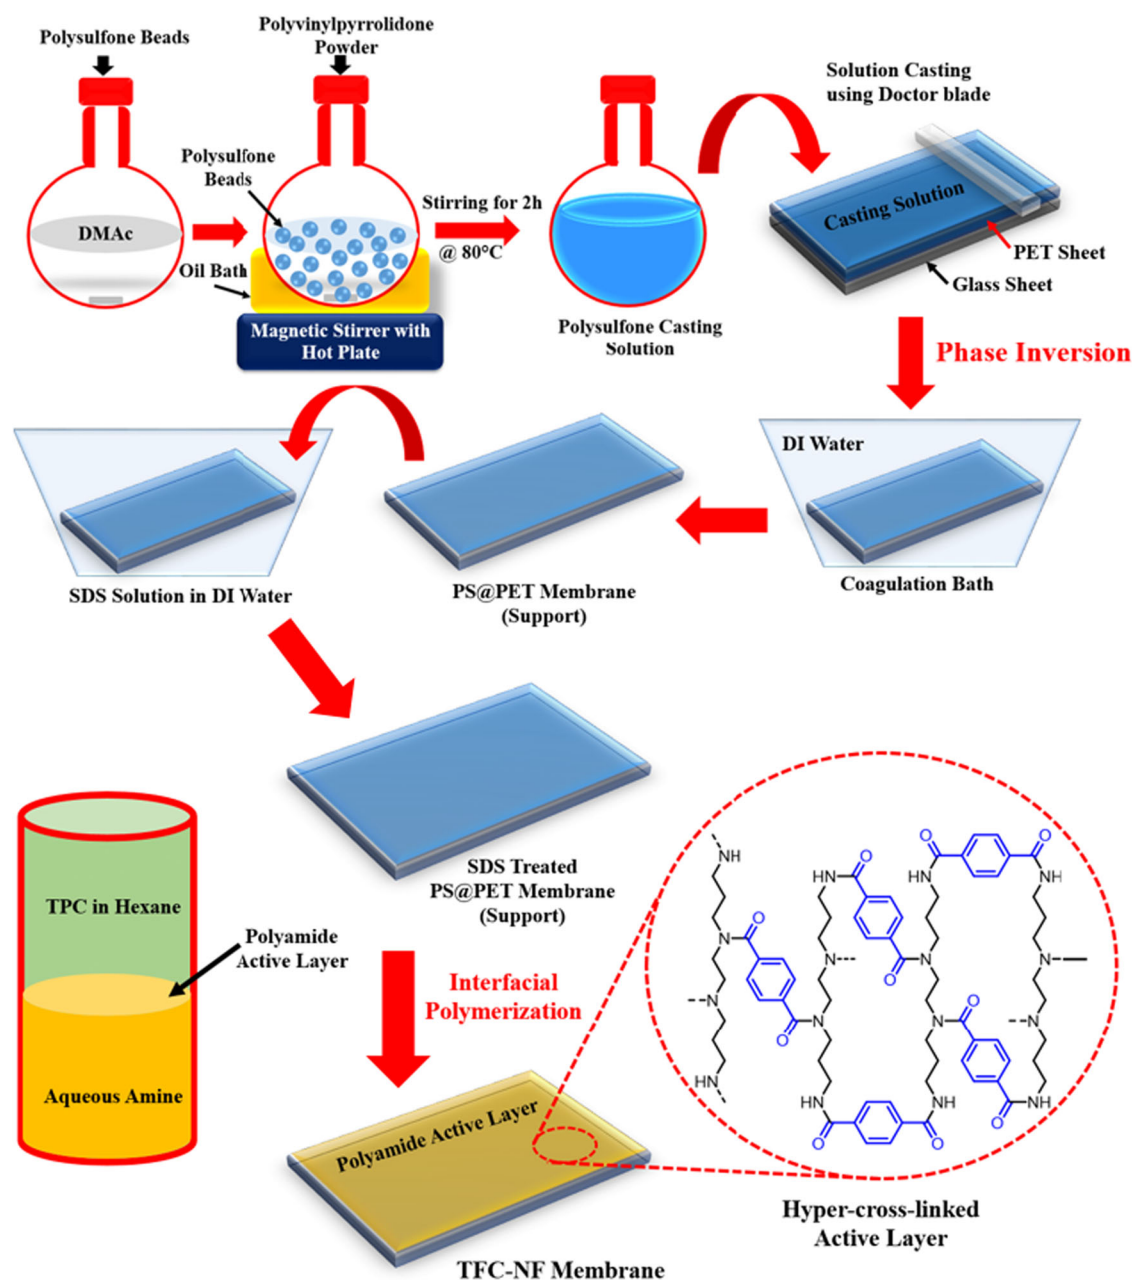 Polysulfone Beads
Polyvinylpyrrolidone
Powder
Solution Casting
using Doctor blade
Polysulfone
Beads
DMAc
Oil Bath
Magnetic Stirrer with
Hot Plate
Stirring for 2h
@ 80°C
Polysulfone Casting
Solution
Casting Solution
PET Sheet
Glass Sheet
Phase Inversion
DI Water
Coagulation Bath
PS@PET Membrane
(Support)
SDS Solution in DI Water
SDS Treated
PS@PET Membrane
(Support)
TPC in Hexane
Polyamide
Active Layer
Aqueous Amine
Interfacial
Polymerization
Polyamide Active Layer
TFC-NF Membrane
NH
N
O
N
O
N
HN
HN
O
N
O
N
HN
O
O
NH
HN
O
O
NH
N
N
O
N
O
NH
Hyper-cross-linked
Active Layer